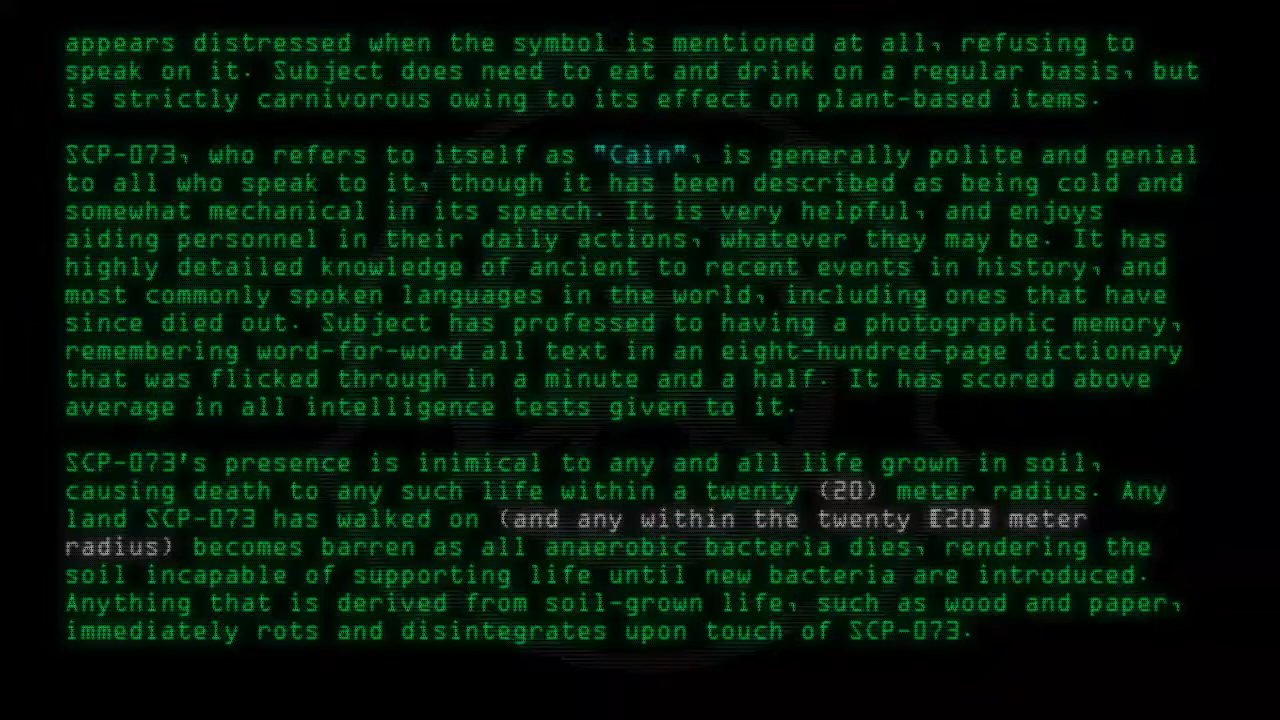 appears distressed when the symbol is mentioned at all, refusing to
speak on it. Subject does need to eat and drink on a regular basis, but
is strictly carnivorous owing to its effect on plant-based items.
SCP-073, who refers to itself as "Cain", is generally polite and genial
to all who speak to it, though it has been described as being cold and
somewhat mechanical in its speech. It is very helpful, and enjoys
aiding personnel in their daily actions, whatever they may be. It has
highly detailed knowledge of ancient to recent events in history, and
most commonly spoken languages in the world, including ones that have
since died out. Subject has professed to having a photographic memory,
remembering word-for-word all text in an eight-hundred-page dictionary
that was flicked through in a minute and a half. It has scored above
average in all intelligence tests given to it.
SCP-073's presence is inimical to any and all life grown in soil,
causing death to any such life within a twenty (20) meter radius. Any
land SCP-073 has walked on (and any within the twenty [20] meter
radius) becomes barren as all anaerobic bacteria dies, rendering the
soil incapable of supporting life until new bacteria are introduced.
Anything that is derived from soil-grown life, such as wood and paper,
immediately rots and disintegrates upon touch of SCP-073.